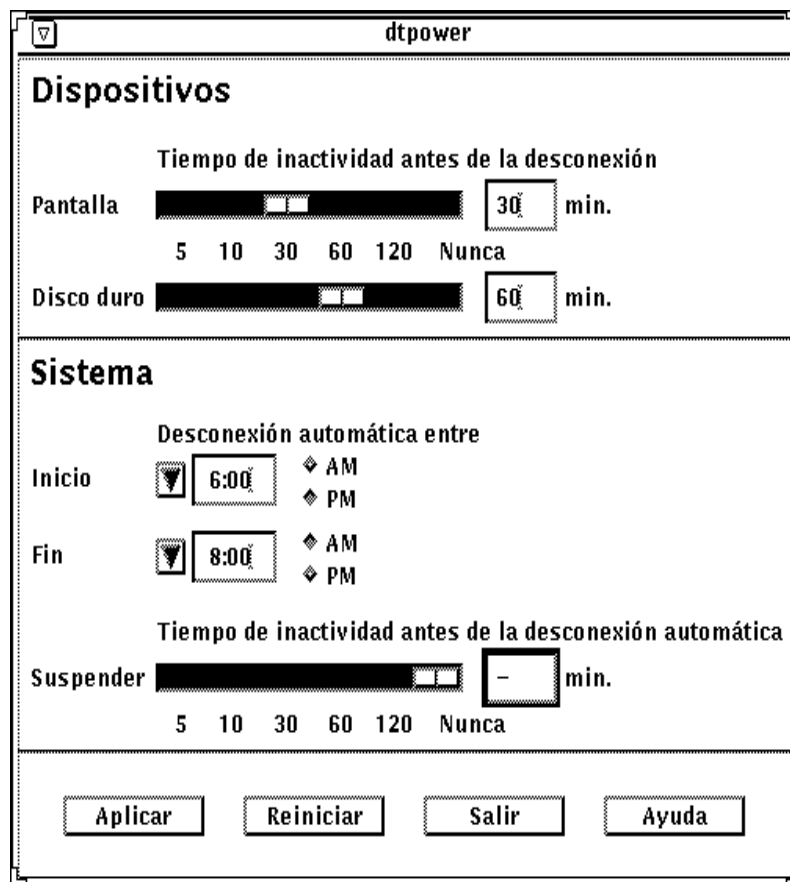 dtpower
Dispositivos
Tiempo de inactividad antes de la desconexión
Pantalla 30 min.
5 10 30 60 120 Nunca
Disco duro 60 min.
Sistema
Desconexión automática entre
Inicio 6:00 AM
PM
Fin 8:00 AM
PM
Tiempo de inactividad antes de la desconexión automática
Suspender – min.
5 10 30 60 120 Nunca
Aplicar Reiniciar Salir Ayuda